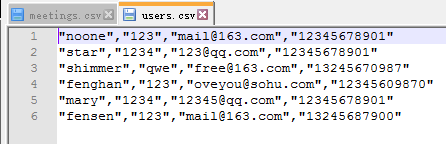 meetings.csv users.csv
1 "noone","123","mail@163.com","12345678901"
2 "star","1234","123@qq.com","12345678901"
3 "shimmer","qwe","free@163.com","13245670987"
4 "fenghan","123","oveyou@sohu.com","12345609870"
5 "mary","1234","12345@qq.com","12345678901"
6 "fensen","123","mail@163.com","13245687900"